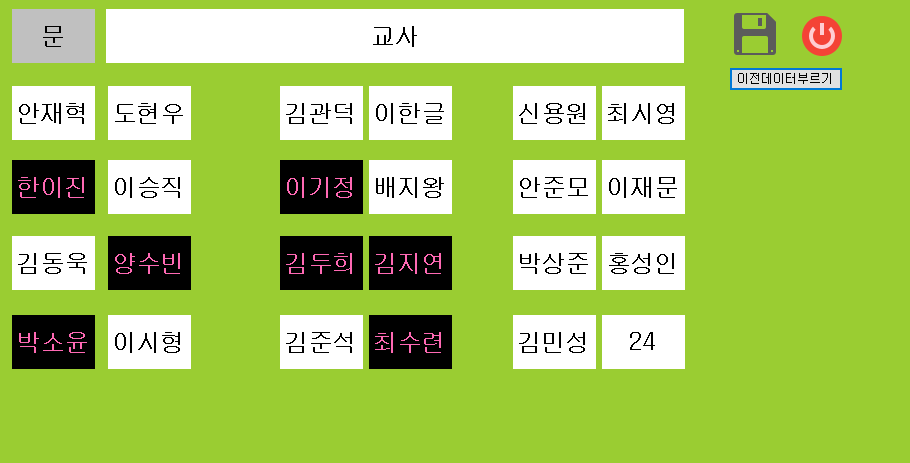 문 교사
이전데이터부르기
안재혁 도현우 김관덕 이한글 신용원 최시영
한이진 이승직 이기정 배지왕 안준모 이재문
김동욱 양수빈 김두희 김지연 박상준 홍성인
박소윤 이시형 김준석 최수련 김민성 24